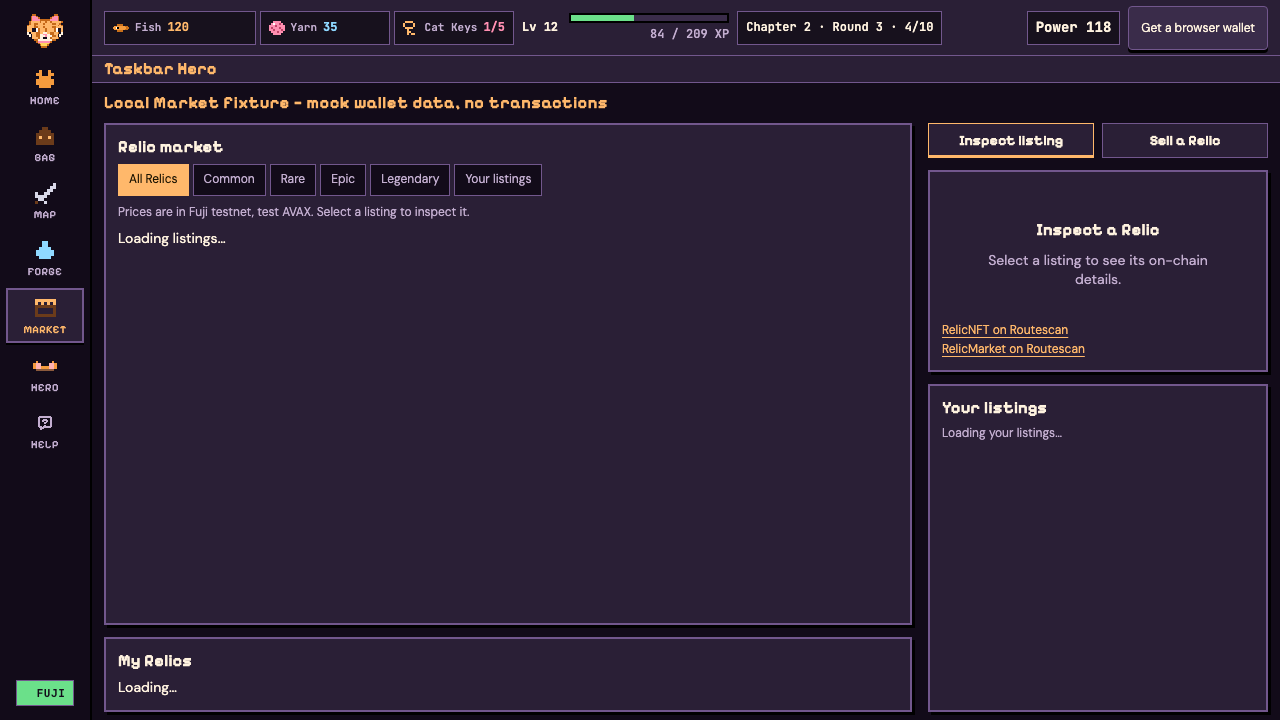 Fish 120
Yarn 35
Cat Keys 1/5
Lv 12
84 / 209 XP
Chapter 2 · Round 3 · 4/10
Power 118
Get a browser wallet
HOME
BAG
MAP
FORGE
MARKET
HERO
HELP
FUJI
Taskbar Hero
Local Market Fixture - mock wallet data, no transactions
Relic market
All Relics
Common
Rare
Epic
Legendary
Your listings
Prices are in Fuji testnet, test AVAX. Select a listing to inspect it.
Loading listings...
My Relics
Loading...
Inspect listing
Sell a Relic
Inspect a Relic
Select a listing to see its on-chain
details.
RelicNFT on Routescan
RelicMarket on Routescan
Your listings
Loading your listings...